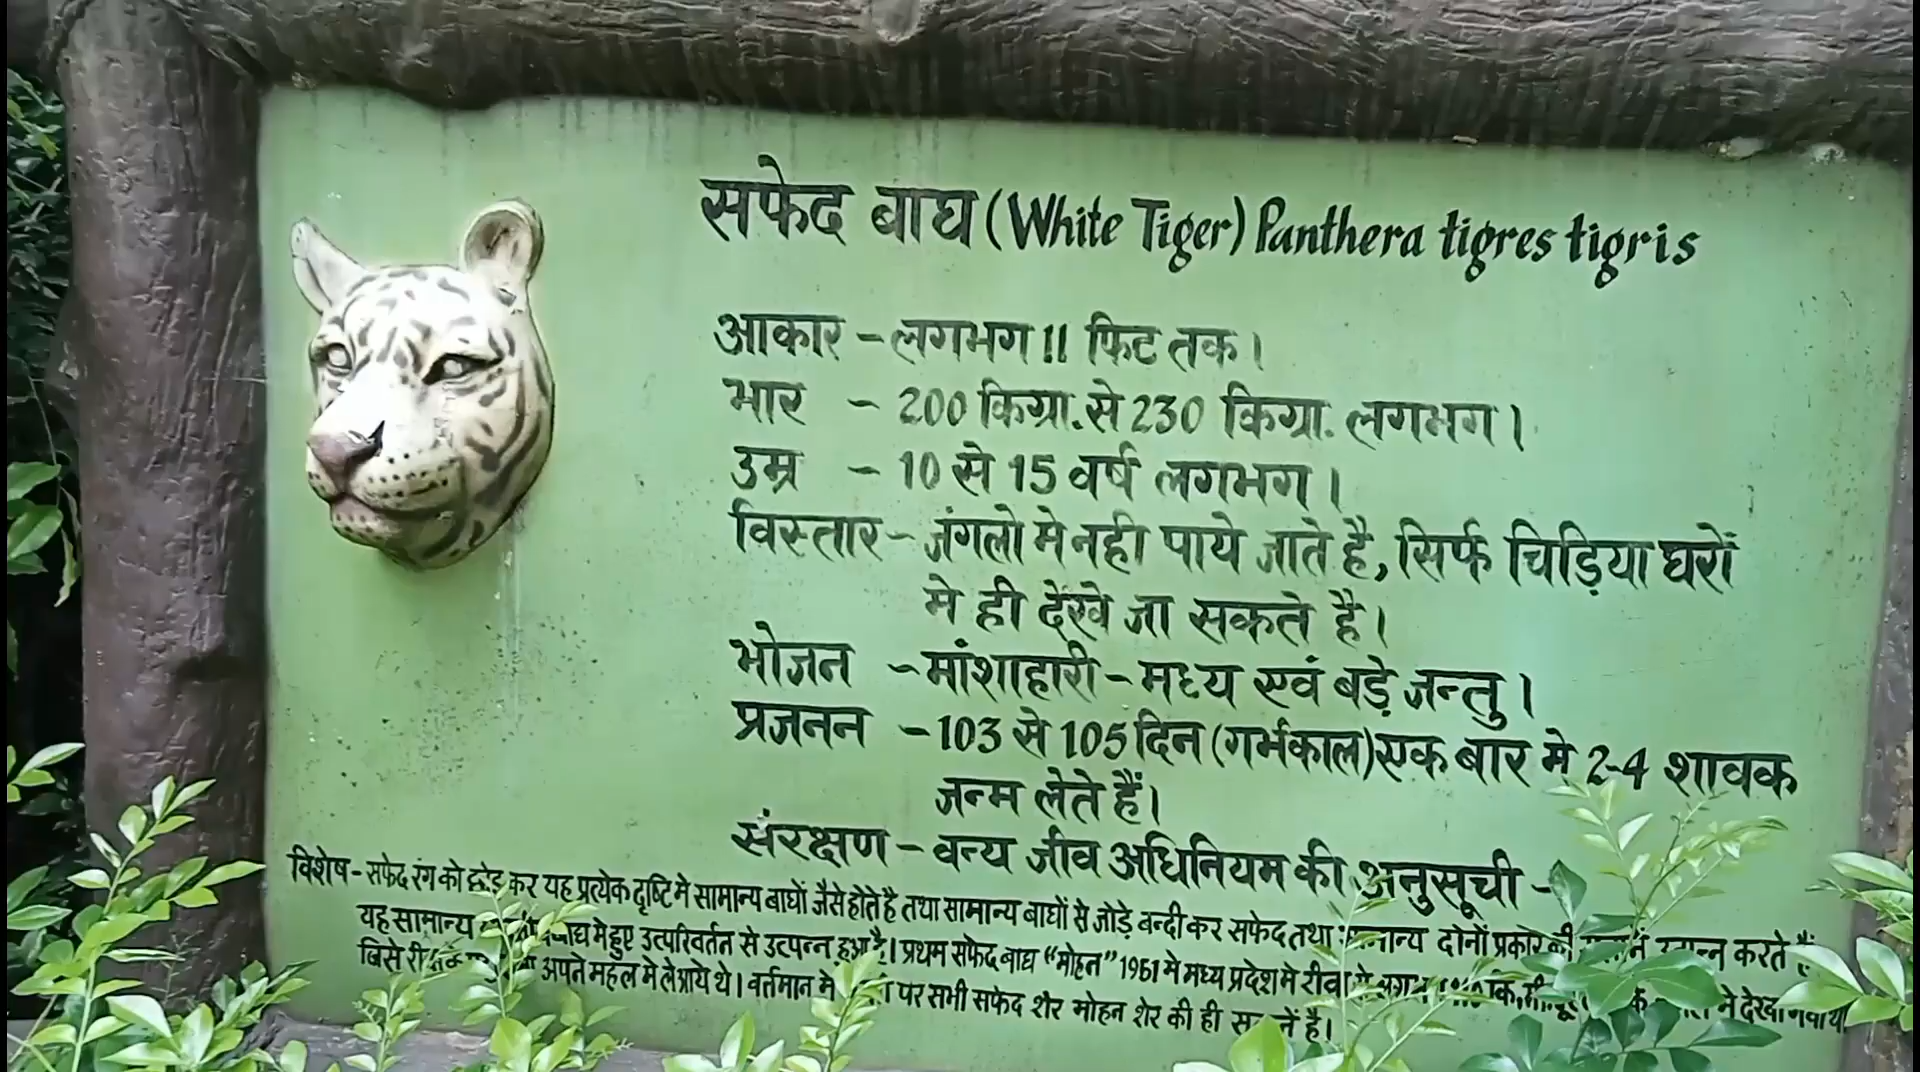 सफेद बाघ (White Tiger) Panthera tigres tigris
आकार - लगभग 11 फिट तक।
भार - 200 किग्रा. से 230 किग्रा. लगभग।
उम्र - 10 से 15 वर्ष लगभग।
विस्तार - जंगलो मे नही पाये जाते है, सिर्फ चिड़िया घरों
मे ही देखे जा सकते है।
भोजन - मांशाहारी - मध्य एवं बड़े जन्तु।
प्रजनन - 103 से 105 दिन (गर्भकाल) एक बार मे 2-4 शावक
जन्म लेते हैं।
संरक्षण - वन्य जीव अधिनियम की अनुसूची -
विशेष - सफेद रंग को छोड़ कर यह प्रत्येक दृष्टि मे सामान्य बाघों जैसे होते है तथा सामान्य बाघों से जोड़े बन्दी कर सफेद तथा सामान्य दोनों प्रकार की करते हैं
यह सामान्य मे हुए उत्परिवर्तन से उत्पन्न हुआ है। प्रथम सफेद बाघ "मोहन" 1951 मे मध्य प्रदेश मे रीवा मे देखा गया था
जिसे अपने महल मे ले आये थे। वर्तमान मे पर सभी सफेद शेर मोहन शेर की ही है।